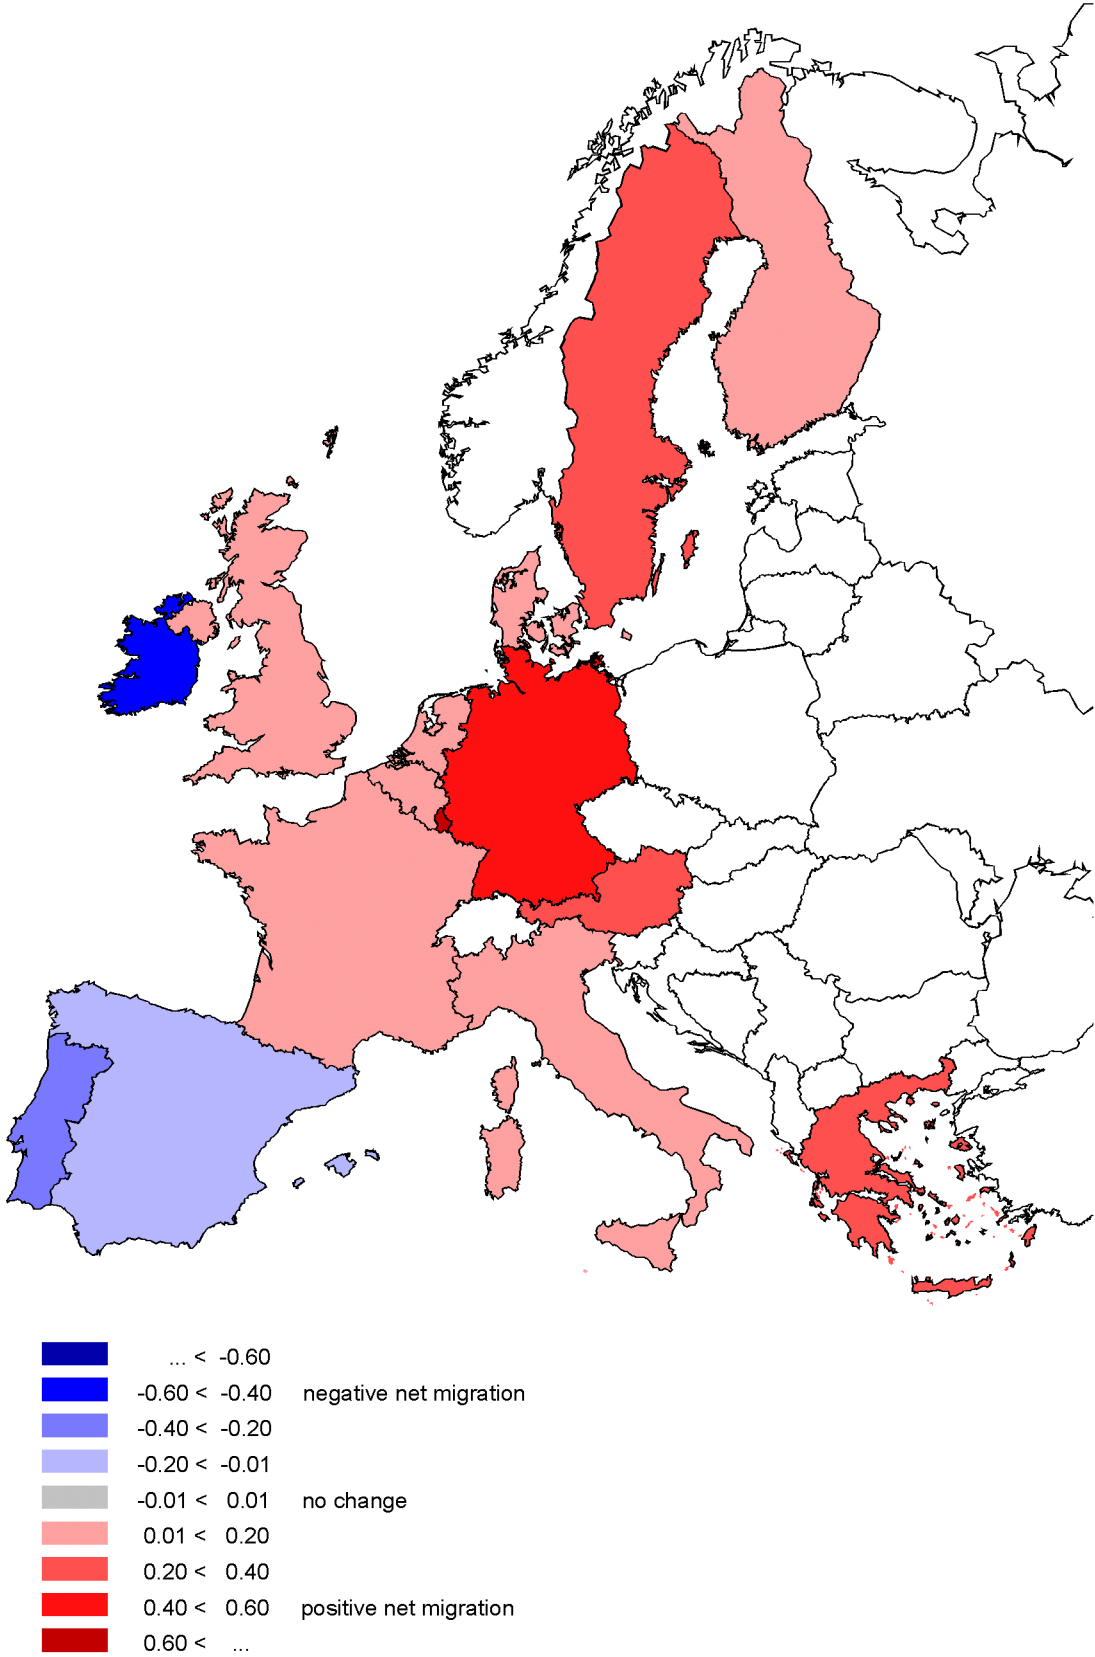 ... < -0.60
-0.60 < -0.40 negative net migration
-0.40 < -0.20
-0.20 < -0.01
-0.01 < 0.01 no change
0.01 < 0.20
0.20 < 0.40
0.40 < 0.60 positive net migration
0.60 < ...